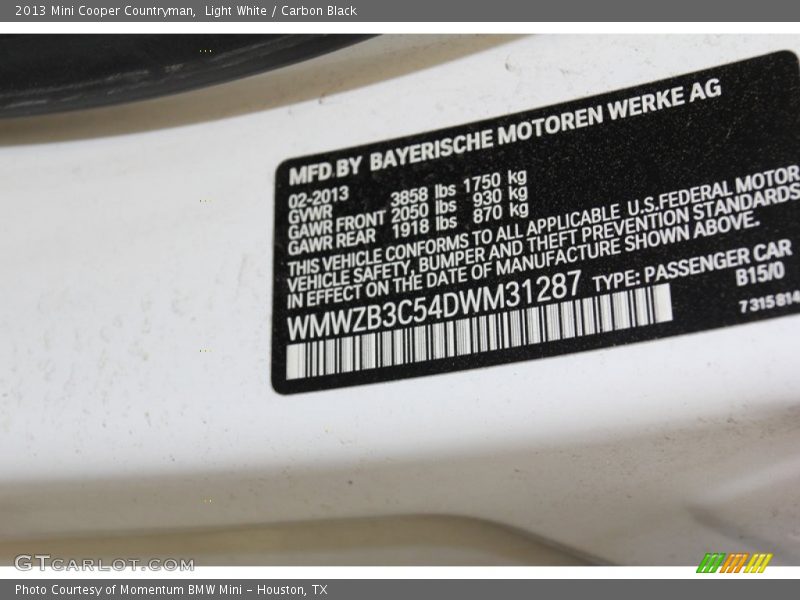 2013 Mini Cooper Countryman,  Light White / Carbon Black
MFD.BY BAYERISCHE MOTOREN WERKE AG
02-2013
GVWR 3858 lbs 1750 kg
GAWR FRONT 2050 lbs 930 kg
GAWR REAR 1918 lbs 870 kg
THIS VEHICLE CONFORMS TO ALL APPLICABLE U.S.FEDERAL MOTOR
VEHICLE SAFETY, BUMPER AND THEFT PREVENTION STANDARDS
IN EFFECT ON THE DATE OF MANUFACTURE SHOWN ABOVE.
WMWZB3C54DWM31287 TYPE: PASSENGER CAR
B15/0
7 315 814
GTCARLOT.COM
Photo Courtesy of Momentum BMW Mini - Houston, TX